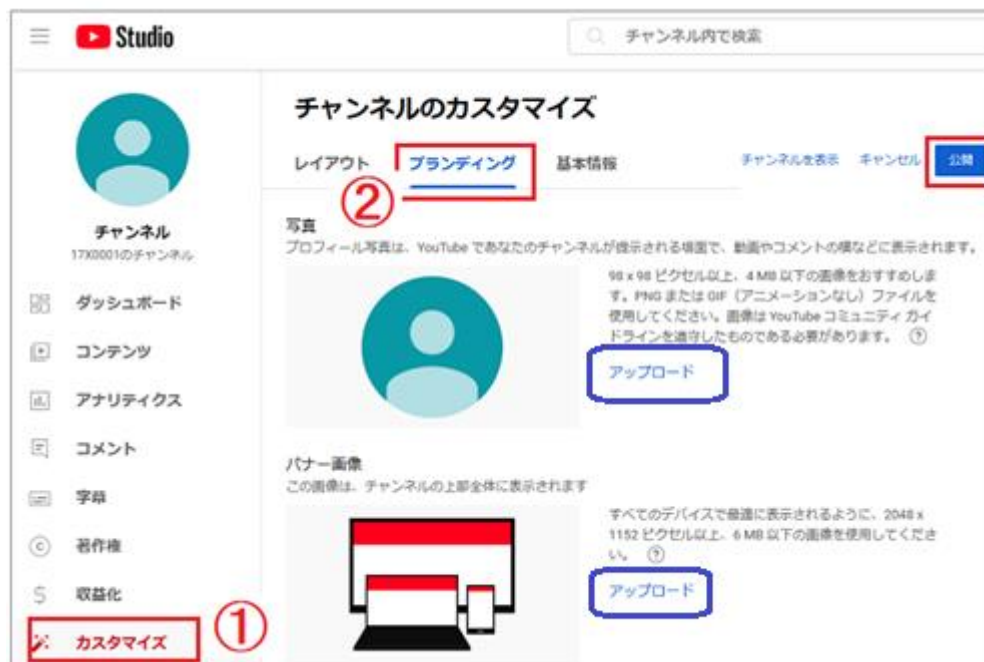 Studio
チャンネル内で検索
チャンネルのカスタマイズ
レイアウト ブランディング 基本情報 チャンネルを表示 キャンセル 公開
②
チャンネル
17X0001のチャンネル
ダッシュボード
コンテンツ
アナリティクス
コメント
字幕
著作権
収益化
カスタマイズ
①
写真
プロフィール写真は、YouTube であなたのチャンネルが提示される場面で、動画やコメントの横などに表示されます。
98 x 98 ピクセル以上、4 MB 以下の画像をおすすめしま
す。PNG または GIF（アニメーションなし）ファイルを
使用してください。画像は YouTube コミュニティ ガイ
ドラインを遵守したものである必要があります。 ?
アップロード
バナー画像
この画像は、チャンネルの上部全体に表示されます
すべてのデバイスで最適に表示されるように、2048 x
1152 ピクセル以上、6 MB 以下の画像を使用してくださ
い。 ?
アップロード